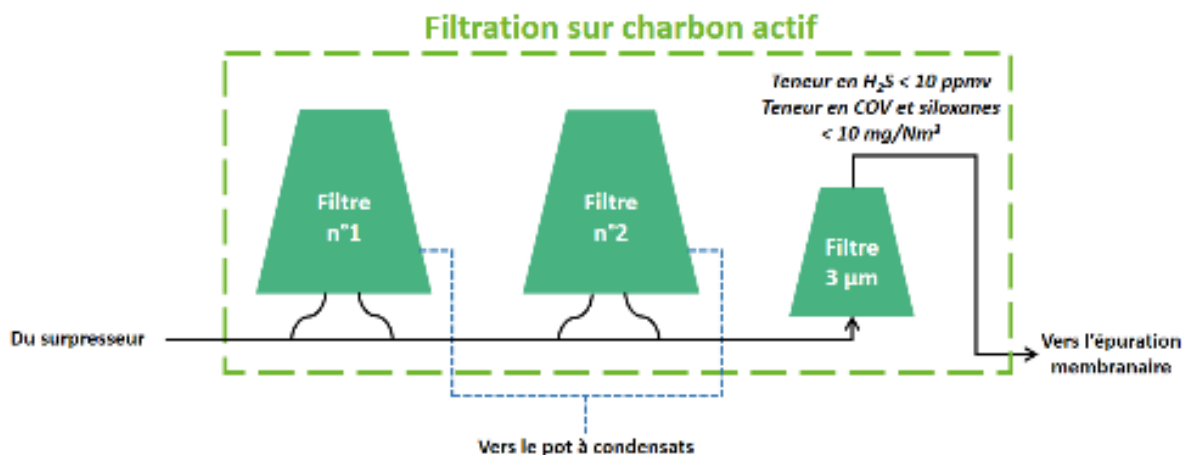 Filtration sur charbon actif
Teneur en H₂S < 10 ppmv
Teneur en COV et siloxanes
< 10 mg/Nm³
Filtre
n°1
Filtre
n°2
Filtre
3 µm
Du surpresseur
Vers l'épuration
membranaire
Vers le pot à condensats